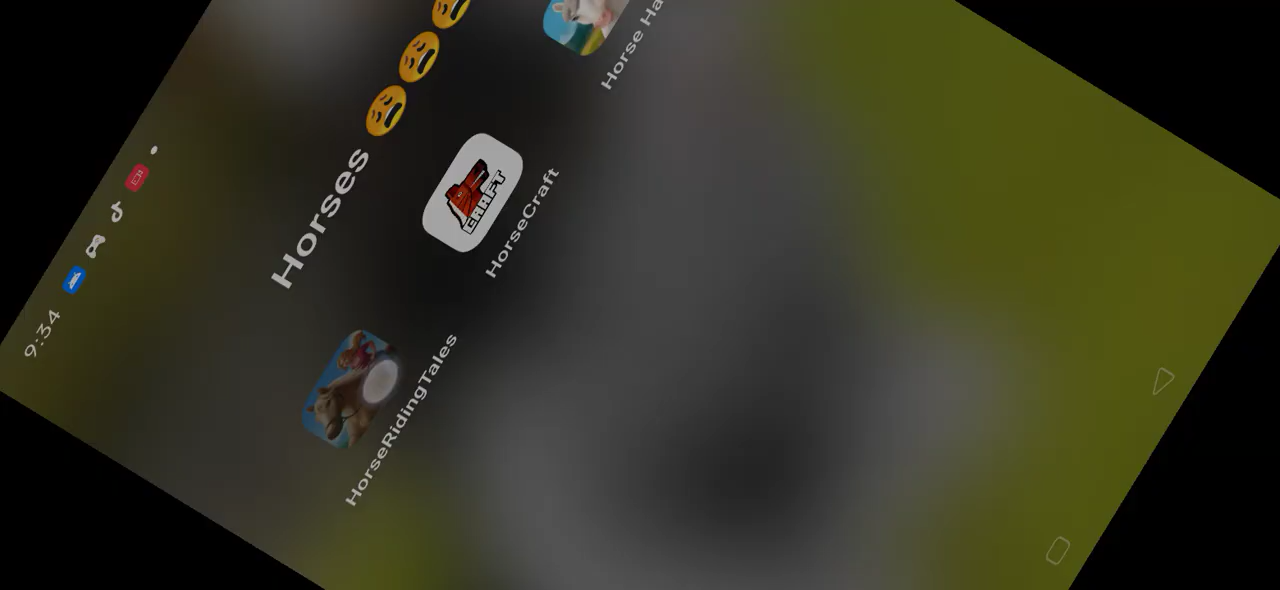 9:34
Horses 😩😩😩
HorseRidingTales
CRAFT
HorseCraft
Horse Ha